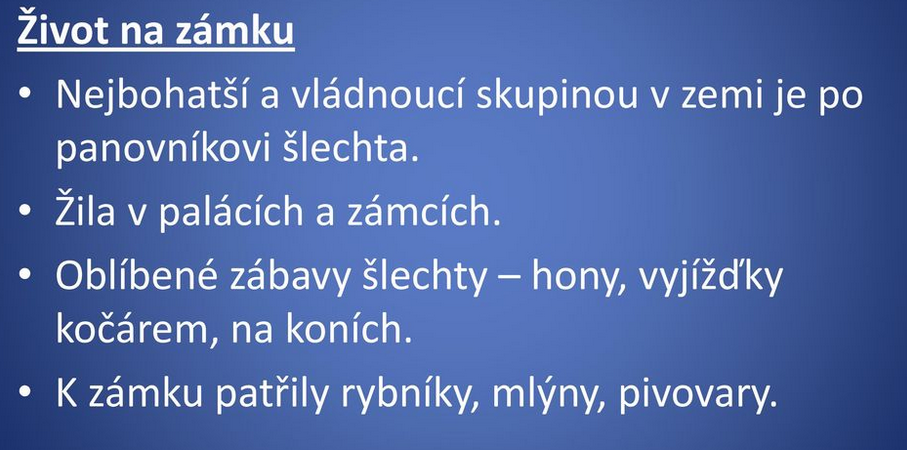 Život na zámku
• Nejbohatší a vládnoucí skupinou v zemi je po
panovníkovi šlechta.
• Žila v palácích a zámcích.
• Oblíbené zábavy šlechty – hony, vyjížďky
kočárem, na koních.
• K zámku patřily rybníky, mlýny, pivovary.